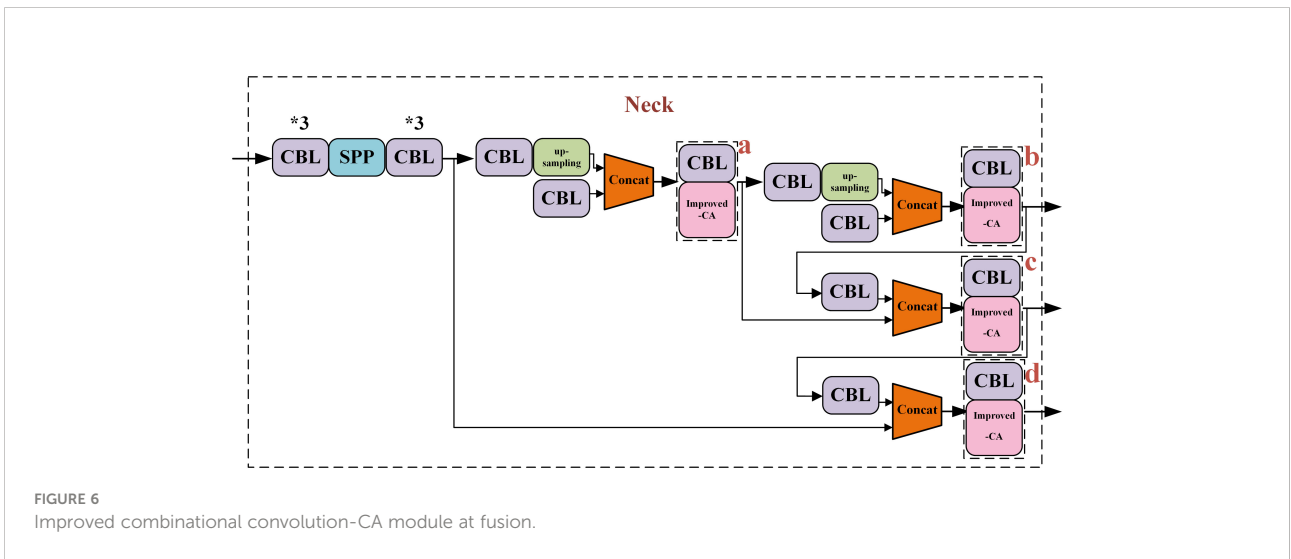 Neck
*3
*3
CBL
SPP
CBL
CBL
up-
sampling
CBL
Concat
a
CBL
Improved
-CA
CBL
up-
sampling
CBL
Concat
b
CBL
Improved
-CA
CBL
Concat
c
CBL
Improved
-CA
CBL
Concat
d
CBL
Improved
-CA
FIGURE 6
Improved combinational convolution-CA module at fusion.